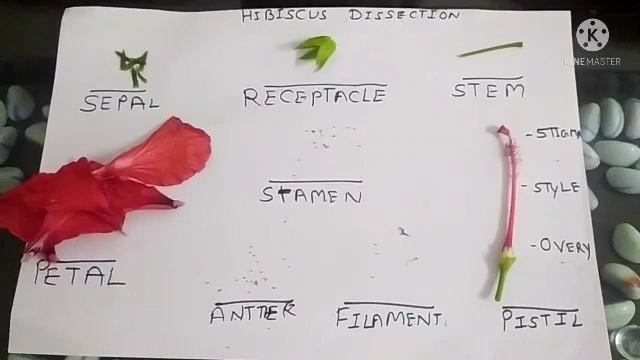 HIBISCUS DISSECTION
KINEMASTER
SEPAL
RECEPTACLE
STEM
-STIGMA
STAMEN
-STYLE
-OVERY
PETAL
ANTTER
FILAMENT
PISTIL